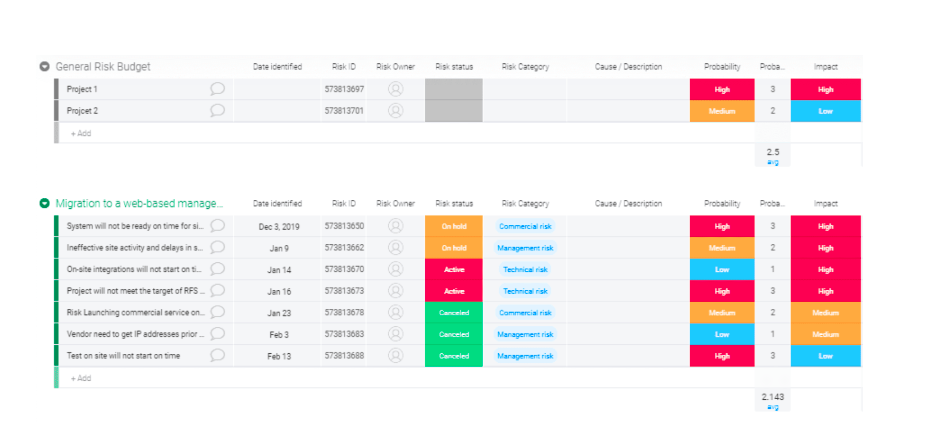 General Risk Budget Date identified Risk ID Risk Owner Risk status Risk Category Cause / Description Probability Proba... Impact
Project 1 573813697 High 3 High
Projcet 2 573813701 Medium 2 Low
+ Add
2.5
avg
Migration to a web-based manage... Date identified Risk ID Risk Owner Risk status Risk Category Cause / Description Probability Proba... Impact
System will not be ready on time for si... Dec 3, 2019 573813650 On hold Commercial risk High 3 High
Ineffective site activity and delays in s... Jan 9 573813662 On hold Management risk Medium 2 High
On-site integrations will not start on ti... Jan 14 573813670 Active Technical risk Low 1 High
Project will not meet the target of RFS ... Jan 16 573813673 Active Technical risk High 3 High
Risk Launching commercial service on... Jan 23 573813678 Canceled Commercial risk Medium 2 Medium
Vendor need to get IP addresses prior ... Feb 3 573813683 Canceled Management risk Low 1 Medium
Test on site will not start on time Feb 13 573813688 Canceled Management risk High 3 Low
+ Add
2.143
avg